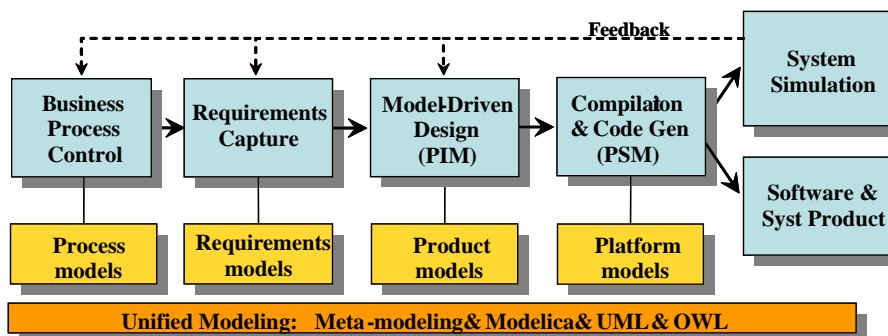 Feedback
System
Simulation
Business
Process
Control
Requirements
Capture
Model-Driven
Design
(PIM)
Compilation
& Code Gen
(PSM)
Software &
Syst Product
Process
models
Requirements
models
Product
models
Platform
models
Unified Modeling: Meta-modeling& Modelica& UML & OWL